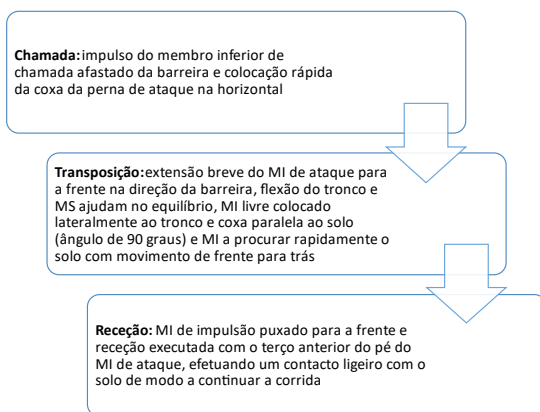 Chamada: impulso do membro inferior de
chamada afastado da barreira e colocação rápida
da coxa da perna de ataque na horizontal
Transposição: extensão breve do MI de ataque para
a frente na direção da barreira, flexão do tronco e
MS ajudam no equilíbrio, MI livre colocado
lateralmente ao tronco e coxa paralela ao solo
(ângulo de 90 graus) e MI a procurar rapidamente o
solo com movimento de frente para trás
Receção: MI de impulsão puxado para a frente e
receção executada com o terço anterior do pé do
MI de ataque, efetuando um contacto ligeiro com o
solo de modo a continuar a corrida